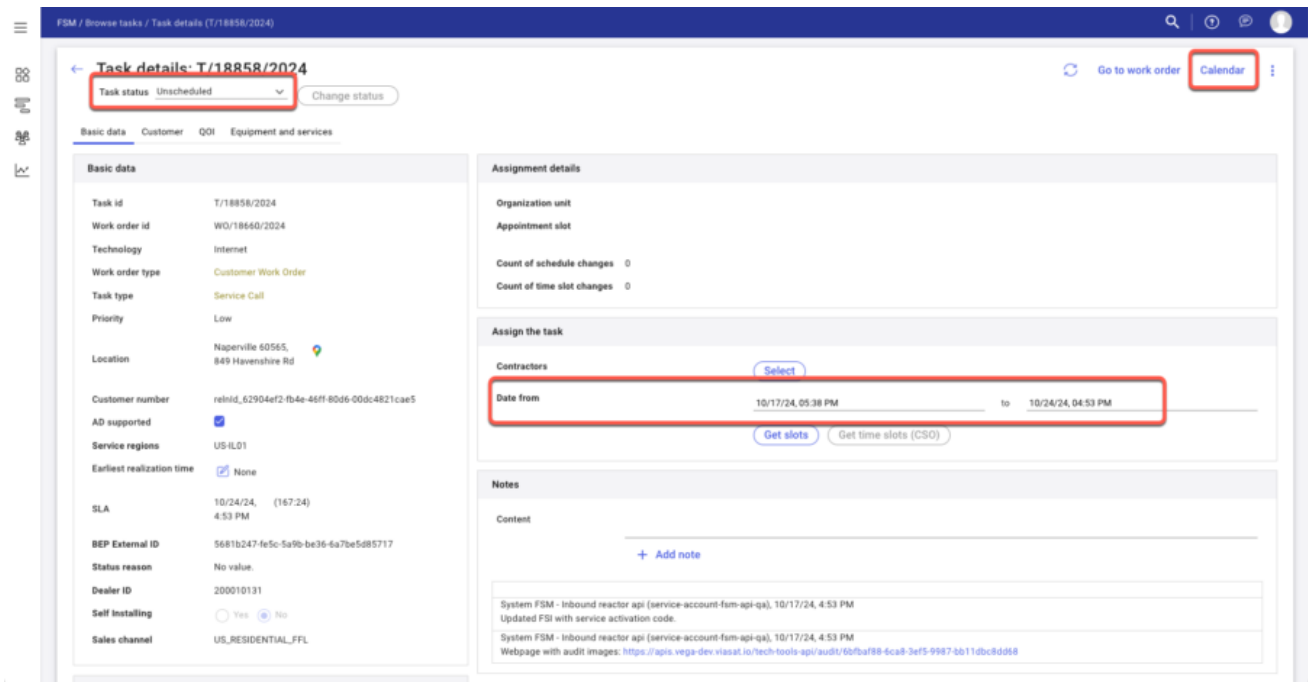 FSM / Browse tasks / Task details (T/18858/2024)
Task details: T/18858/2024
Go to work order
Calendar
Task status Unscheduled
Change status
Basic data Customer QOI Equipment and services
Basic data
Task id T/18858/2024
Work order id WO/18660/2024
Technology Internet
Work order type Customer Work Order
Task type Service Call
Priority Low
Location Naperville 60565,
849 Havenshire Rd
Customer number relnId_62904ef2-fb4e-46ff-80d6-00dc4821cae5
AD supported
Service regions US-IL01
Earliest realization time None
SLA 10/24/24, (167:24)
4:53 PM
BEP External ID 5681b247-fe5c-5a9b-be36-6a7be5d85717
Status reason No value.
Dealer ID 200010131
Self Installing Yes No
Sales channel US_RESIDENTIAL_FFL
Assignment details
Organization unit
Appointment slot
Count of schedule changes 0
Count of time slot changes 0
Assign the task
Contractors Select
Date from 10/17/24, 05:38 PM to 10/24/24, 04:53 PM
Get slots Get time slots (CSO)
Notes
Content
+ Add note
System FSM - Inbound reactor api (service-account-fsm-api-qa), 10/17/24, 4:53 PM
Updated FSI with service activation code.
System FSM - Inbound reactor api (service-account-fsm-api-qa), 10/17/24, 4:53 PM
Webpage with audit images: https://apis.vega-dev.viasat.io/tech-tools-api/audit/6bfbaf88-6ca8-3ef5-9987-bb11dbc8dd68